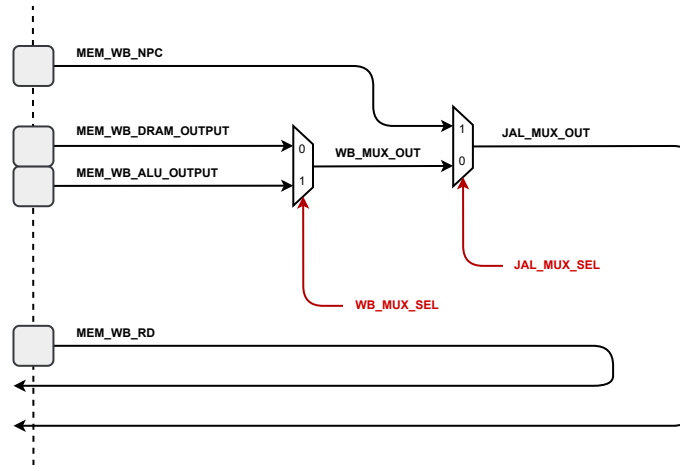 MEM_WB_NPC
MEM_WB_DRAM_OUTPUT
1
JAL_MUX_OUT
0
WB_MUX_OUT
0
MEM_WB_ALU_OUTPUT
1
JAL_MUX_SEL
WB_MUX_SEL
MEM_WB_RD